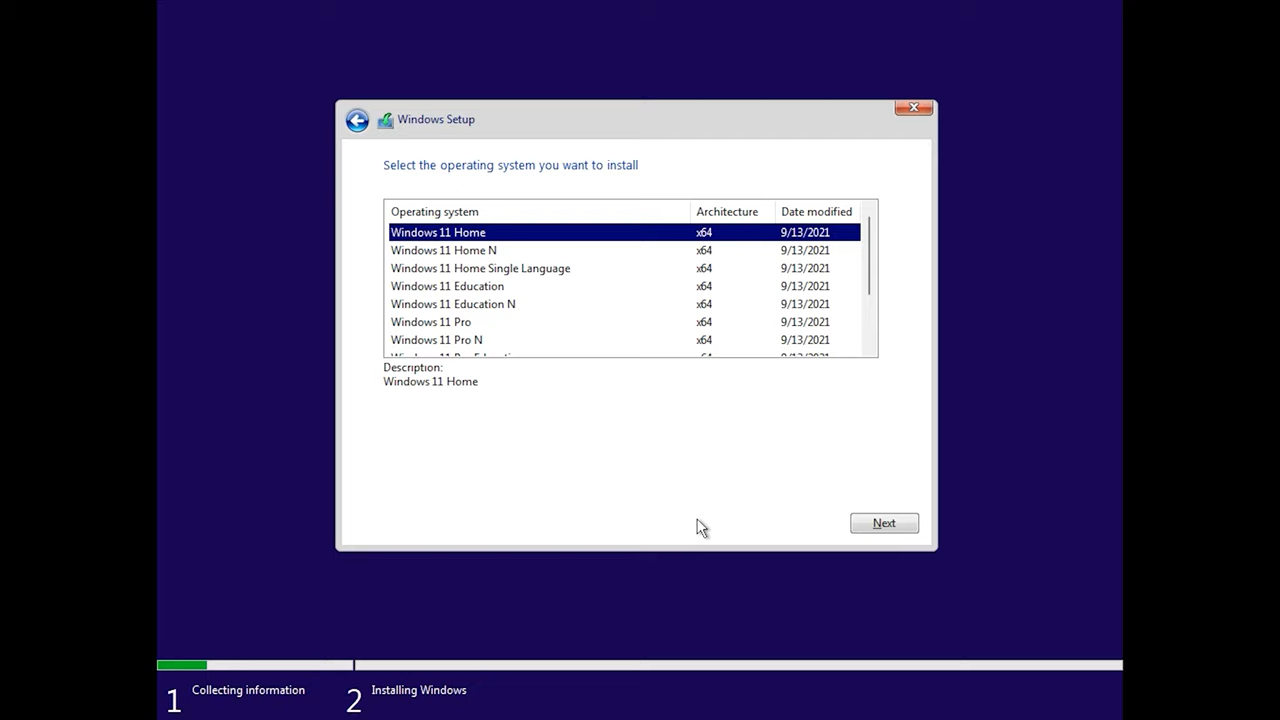 Windows Setup
Select the operating system you want to install
Operating system Architecture Date modified
Windows 11 Home x64 9/13/2021
Windows 11 Home N x64 9/13/2021
Windows 11 Home Single Language x64 9/13/2021
Windows 11 Education x64 9/13/2021
Windows 11 Education N x64 9/13/2021
Windows 11 Pro x64 9/13/2021
Windows 11 Pro N x64 9/13/2021
Description:
Windows 11 Home
Next
1 Collecting information 2 Installing Windows